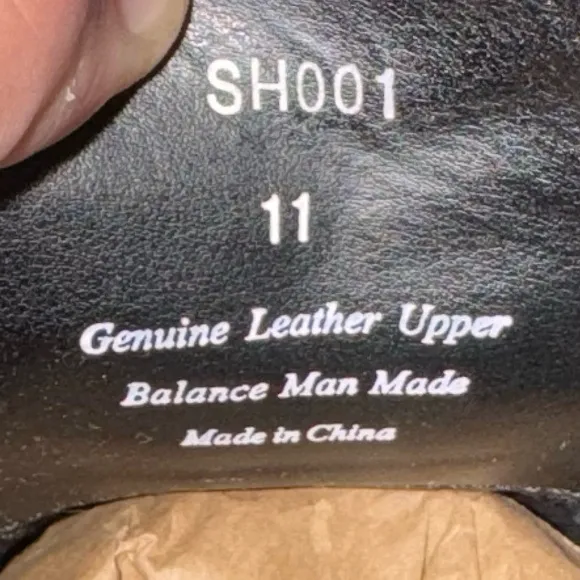 SH001
11
Genuine Leather Upper
Balance Man Made
Made in China